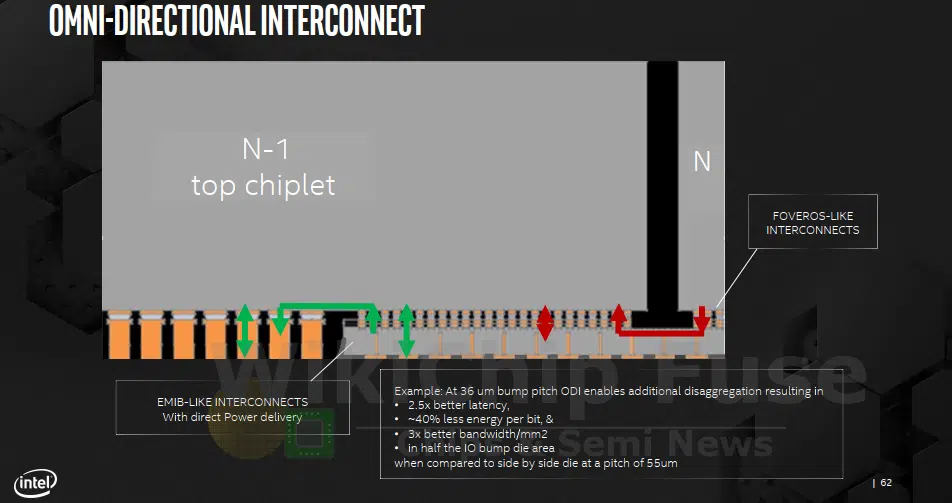 OMNI-DIRECTIONAL INTERCONNECT
N-1
top chiplet
N
FOVEROS-LIKE
INTERCONNECTS
EMIB-LIKE INTERCONNECTS
With direct Power delivery
Example: At 36 um bump pitch ODI enables additional disaggregation resulting in
• 2.5x better latency,
• ~40% less energy per bit, &
• 3x better bandwidth/mm2
• in half the IO bump die area
when compared to side by side die at a pitch of 55um
WikiChip Fuse
Chips & Semi News
intel
| 62